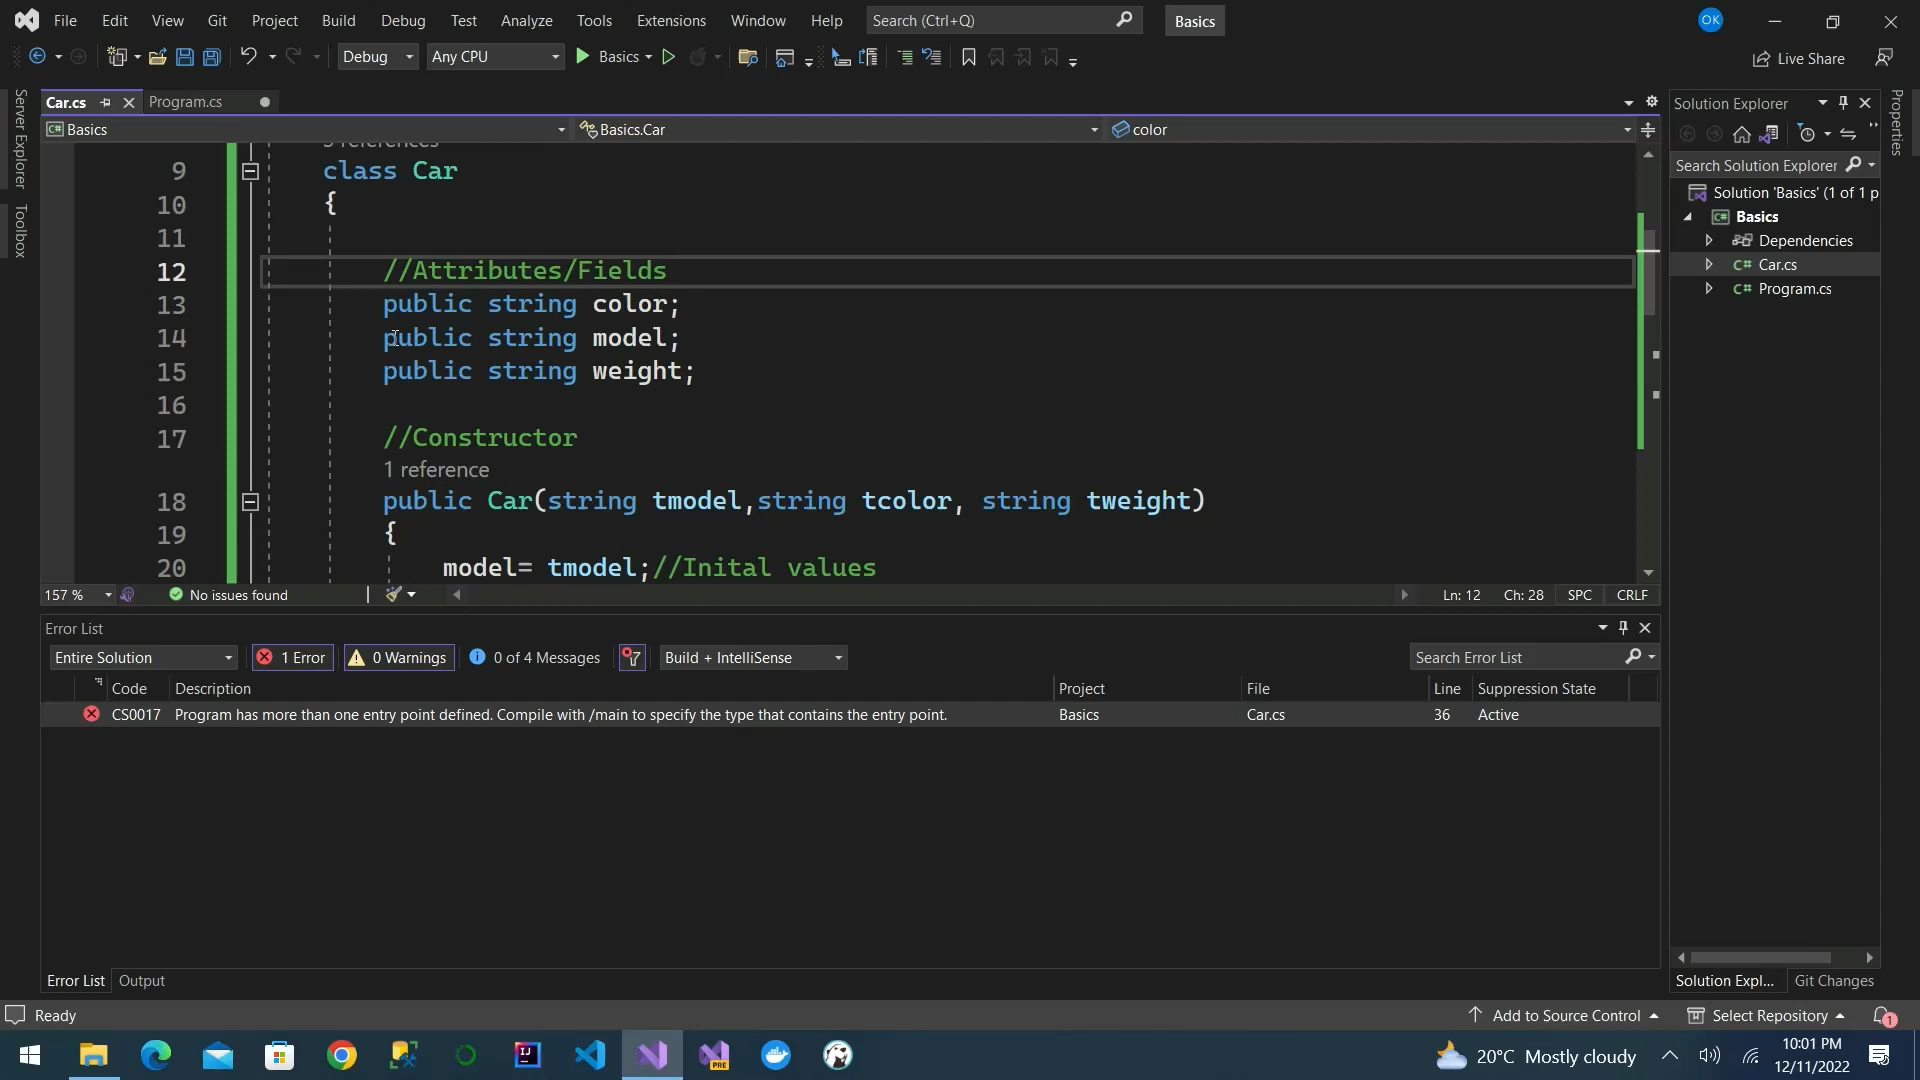 File Edit View Git Project Build Debug Test Analyze Tools Extensions Window Help Search (Ctrl+Q) Basics OK
Debug Any CPU Basics Live Share
Car.cs Program.cs
Basics Basics.Car color
Server Explorer
Toolbox
9 class Car
10 {
11
12 //Attributes/Fields
13 public string color;
14 public string model;
15 public string weight;
16
17 //Constructor
1 reference
18 public Car(string tmodel,string tcolor, string tweight)
19 {
20 model= tmodel;//Inital values
157 % No issues found Ln: 12 Ch: 28 SPC CRLF
Error List
Entire Solution 1 Error 0 Warnings 0 of 4 Messages Build + IntelliSense Search Error List
Code Description Project File Line Suppression State
CS0017 Program has more than one entry point defined. Compile with /main to specify the type that contains the entry point. Basics Car.cs 36 Active
Error List Output
Solution Explorer
Search Solution Explorer
Solution 'Basics' (1 of 1 p
C# Basics
Dependencies
C# Car.cs
C# Program.cs
Solution Expl... Git Changes
Properties
Ready Add to Source Control Select Repository 1
20°C Mostly cloudy 10:01 PM
12/11/2022